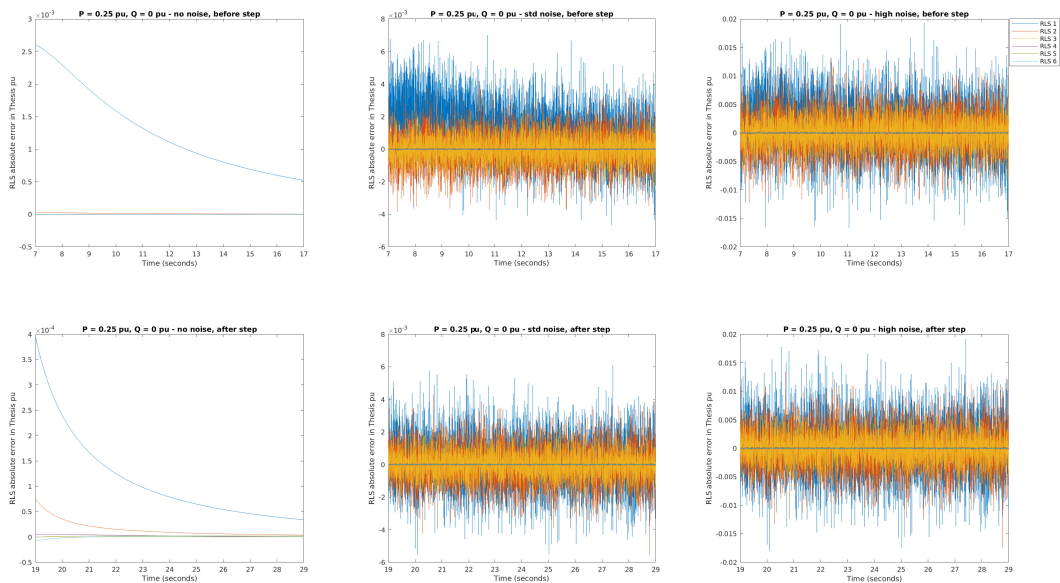 P = 0.25 pu, Q = 0 pu - no noise, before step
×10⁻³
3
2.5
2
1.5
1
0.5
0
-0.5
RLS absolute error in Thesis pu
7 8 9 10 11 12 13 14 15 16 17
Time (seconds)
P = 0.25 pu, Q = 0 pu - std noise, before step
×10⁻³
8
6
4
2
0
-2
-4
-6
RLS absolute error in Thesis pu
7 8 9 10 11 12 13 14 15 16 17
Time (seconds)
P = 0.25 pu, Q = 0 pu - high noise, before step
0.02
0.015
0.01
0.005
0
-0.005
-0.01
-0.015
-0.02
RLS absolute error in Thesis pu
7 8 9 10 11 12 13 14 15 16 17
Time (seconds)
RLS 1
RLS 2
RLS 3
RLS 4
RLS 5
RLS 6
P = 0.25 pu, Q = 0 pu - no noise, after step
×10⁻⁴
4
3.5
3
2.5
2
1.5
1
0.5
0
-0.5
RLS absolute error in Thesis pu
19 20 21 22 23 24 25 26 27 28 29
Time (seconds)
P = 0.25 pu, Q = 0 pu - std noise, after step
×10⁻³
8
6
4
2
0
-2
-4
-6
RLS absolute error in Thesis pu
19 20 21 22 23 24 25 26 27 28 29
Time (seconds)
P = 0.25 pu, Q = 0 pu - high noise, after step
0.02
0.015
0.01
0.005
0
-0.005
-0.01
-0.015
-0.02
RLS absolute error in Thesis pu
19 20 21 22 23 24 25 26 27 28 29
Time (seconds)